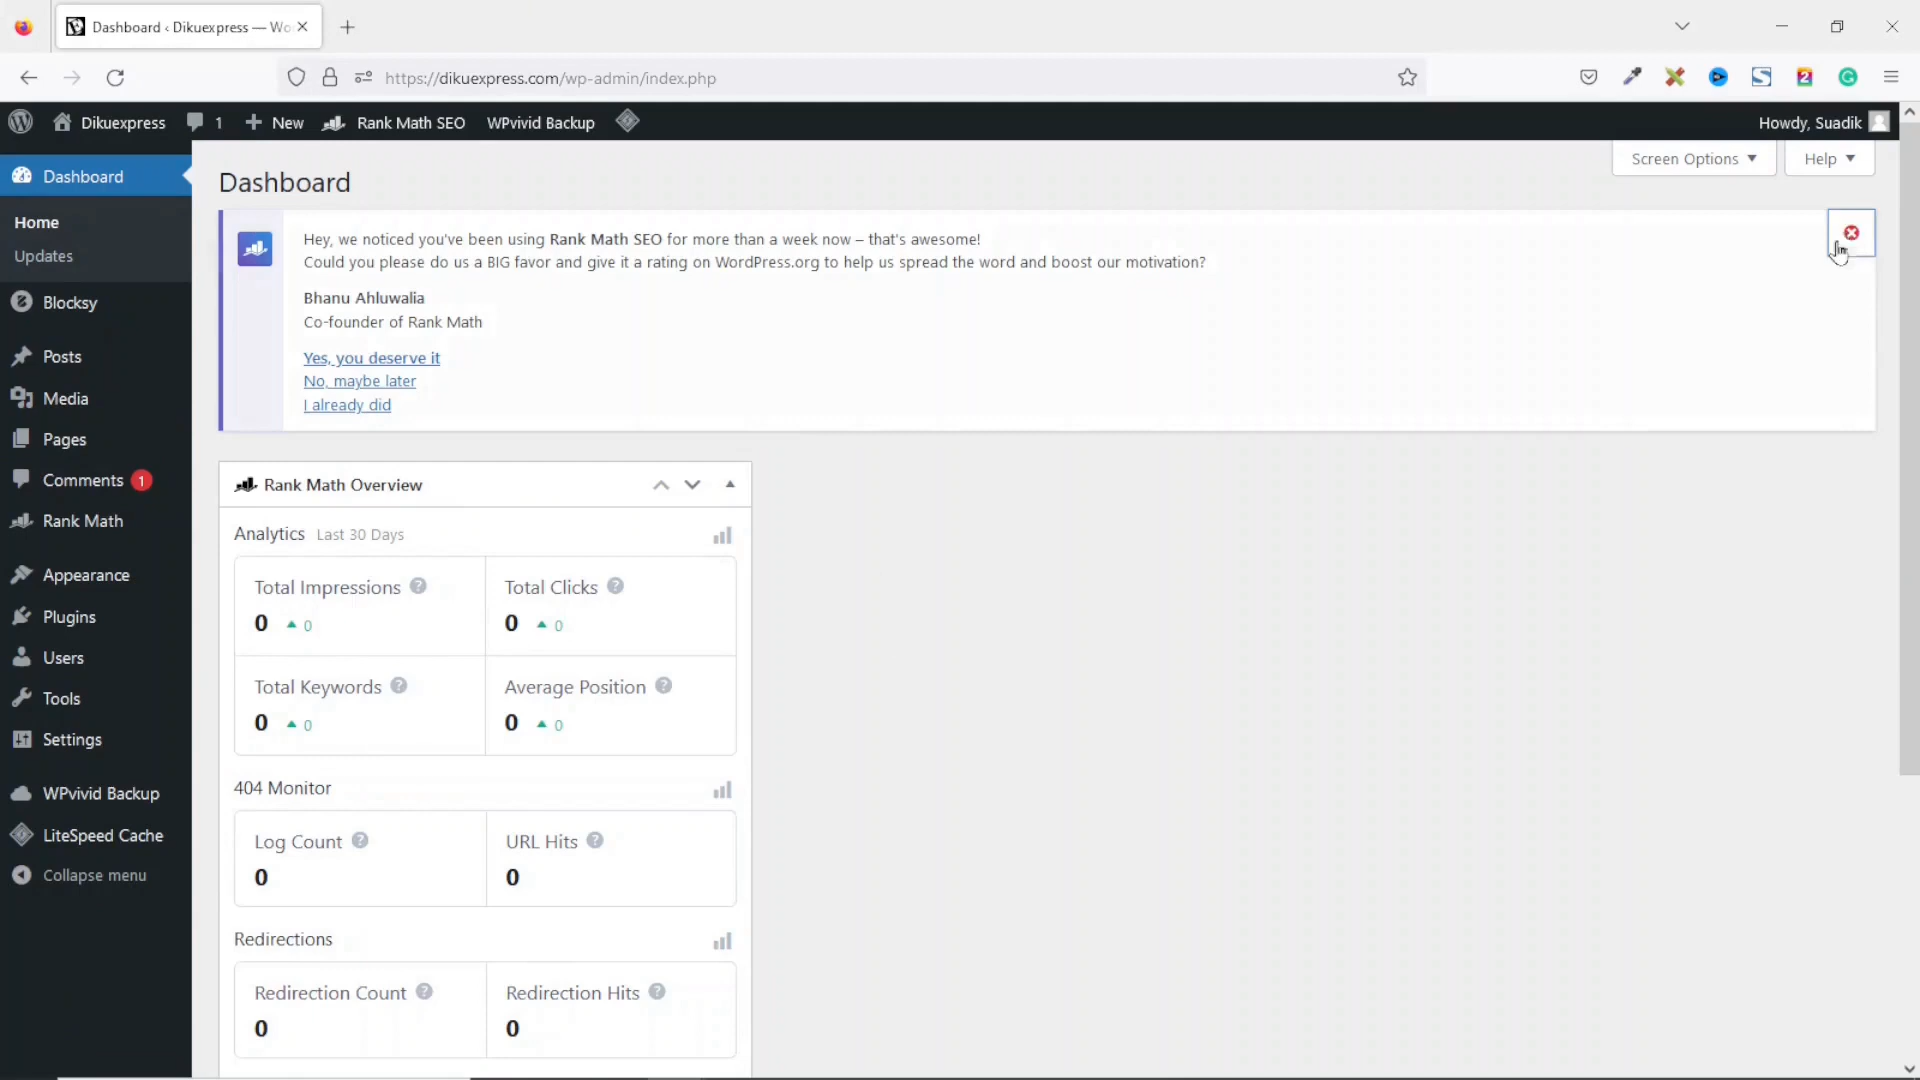 Dashboard ‹ Dikuexpress — Wo
https://dikuexpress.com/wp-admin/index.php
Dikuexpress
1
New
Rank Math SEO
WPvivid Backup
Howdy, Suadik
Dashboard
Home
Updates
Blocksy
Posts
Media
Pages
Comments 1
Rank Math
Appearance
Plugins
Users
Tools
Settings
WPvivid Backup
LiteSpeed Cache
Collapse menu
Screen Options
Help
Dashboard
Hey, we noticed you've been using Rank Math SEO for more than a week now – that's awesome!
Could you please do us a BIG favor and give it a rating on WordPress.org to help us spread the word and boost our motivation?
Bhanu Ahluwalia
Co-founder of Rank Math
Yes, you deserve it
No, maybe later
I already did
Rank Math Overview
Analytics Last 30 Days
Total Impressions
0 0
Total Clicks
0 0
Total Keywords
0 0
Average Position
0 0
404 Monitor
Log Count
0
URL Hits
0
Redirections
Redirection Count
0
Redirection Hits
0